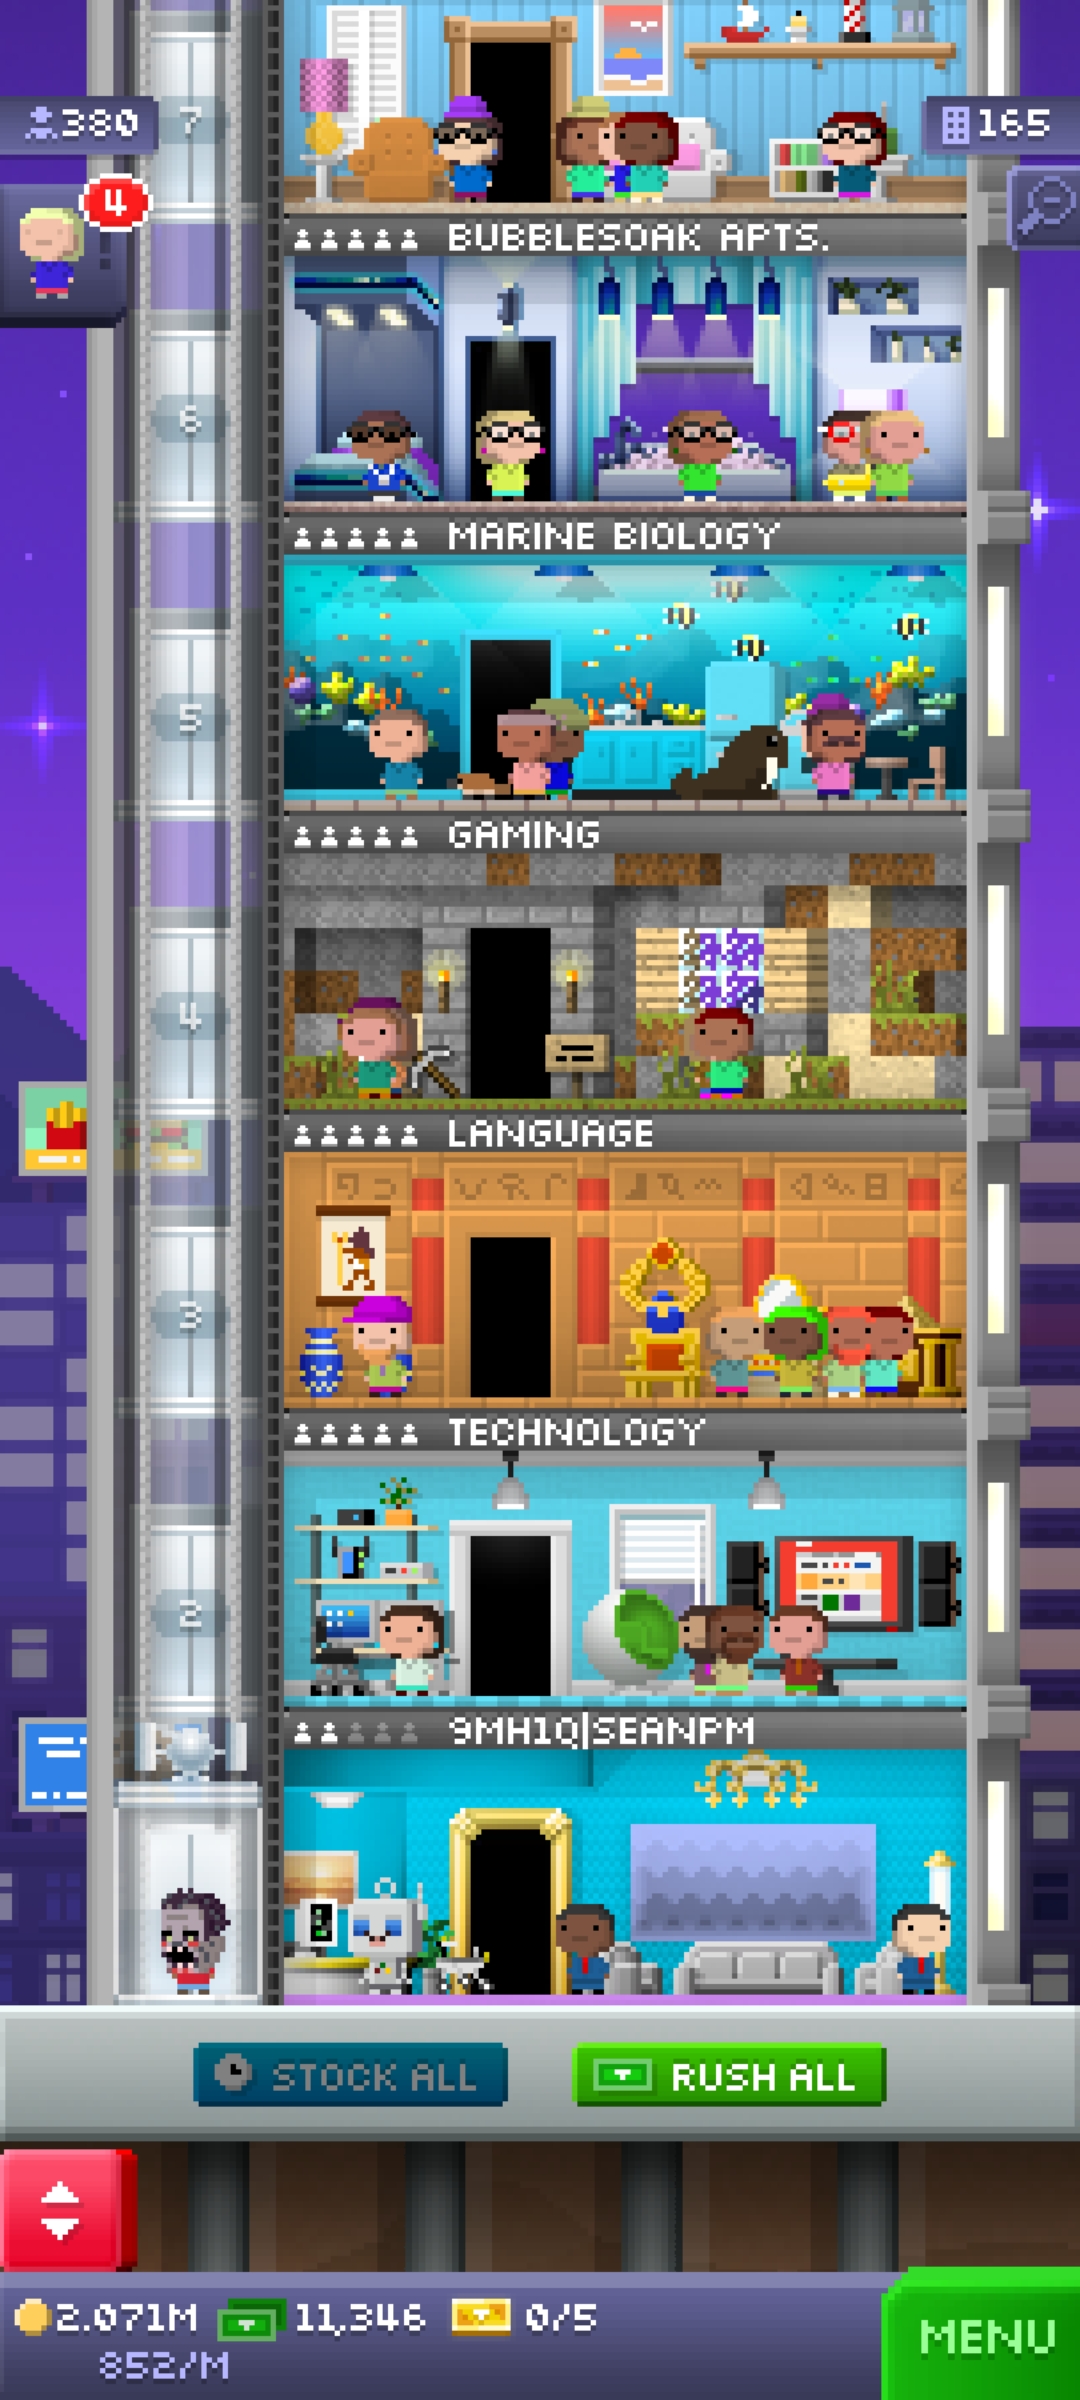 7
380
165
4
BUBBLESOAK APTS.
6
MARINE BIOLOGY
5
GAMING
4
LANGUAGE
3
TECHNOLOGY
2
9MH1Q|SEANPM
STOCK ALL
RUSH ALL
2.071M 11,346 0/5
852/M
MENU